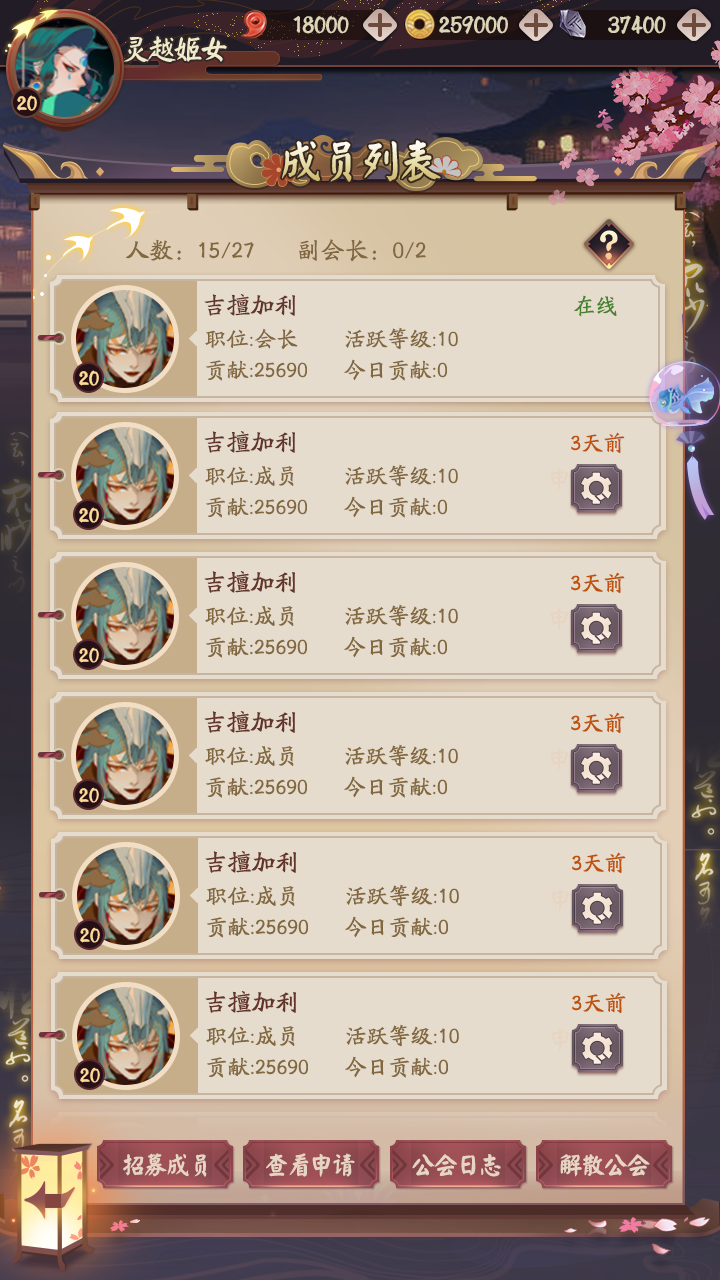 18000
259000
37400
灵越姬女
20
成员列表
人数：15/27 副会长：0/2
?
吉擅加利 在线
职位:会长 活跃等级:10
20
贡献:25690 今日贡献:0
吉擅加利 3天前
职位:成员 活跃等级:10
20
贡献:25690 今日贡献:0
吉擅加利 3天前
职位:成员 活跃等级:10
20
贡献:25690 今日贡献:0
吉擅加利 3天前
职位:成员 活跃等级:10
20
贡献:25690 今日贡献:0
吉擅加利 3天前
职位:成员 活跃等级:10
20
贡献:25690 今日贡献:0
吉擅加利 3天前
职位:成员 活跃等级:10
20
贡献:25690 今日贡献:0
招募成员
查看申请
公会日志
解散公会